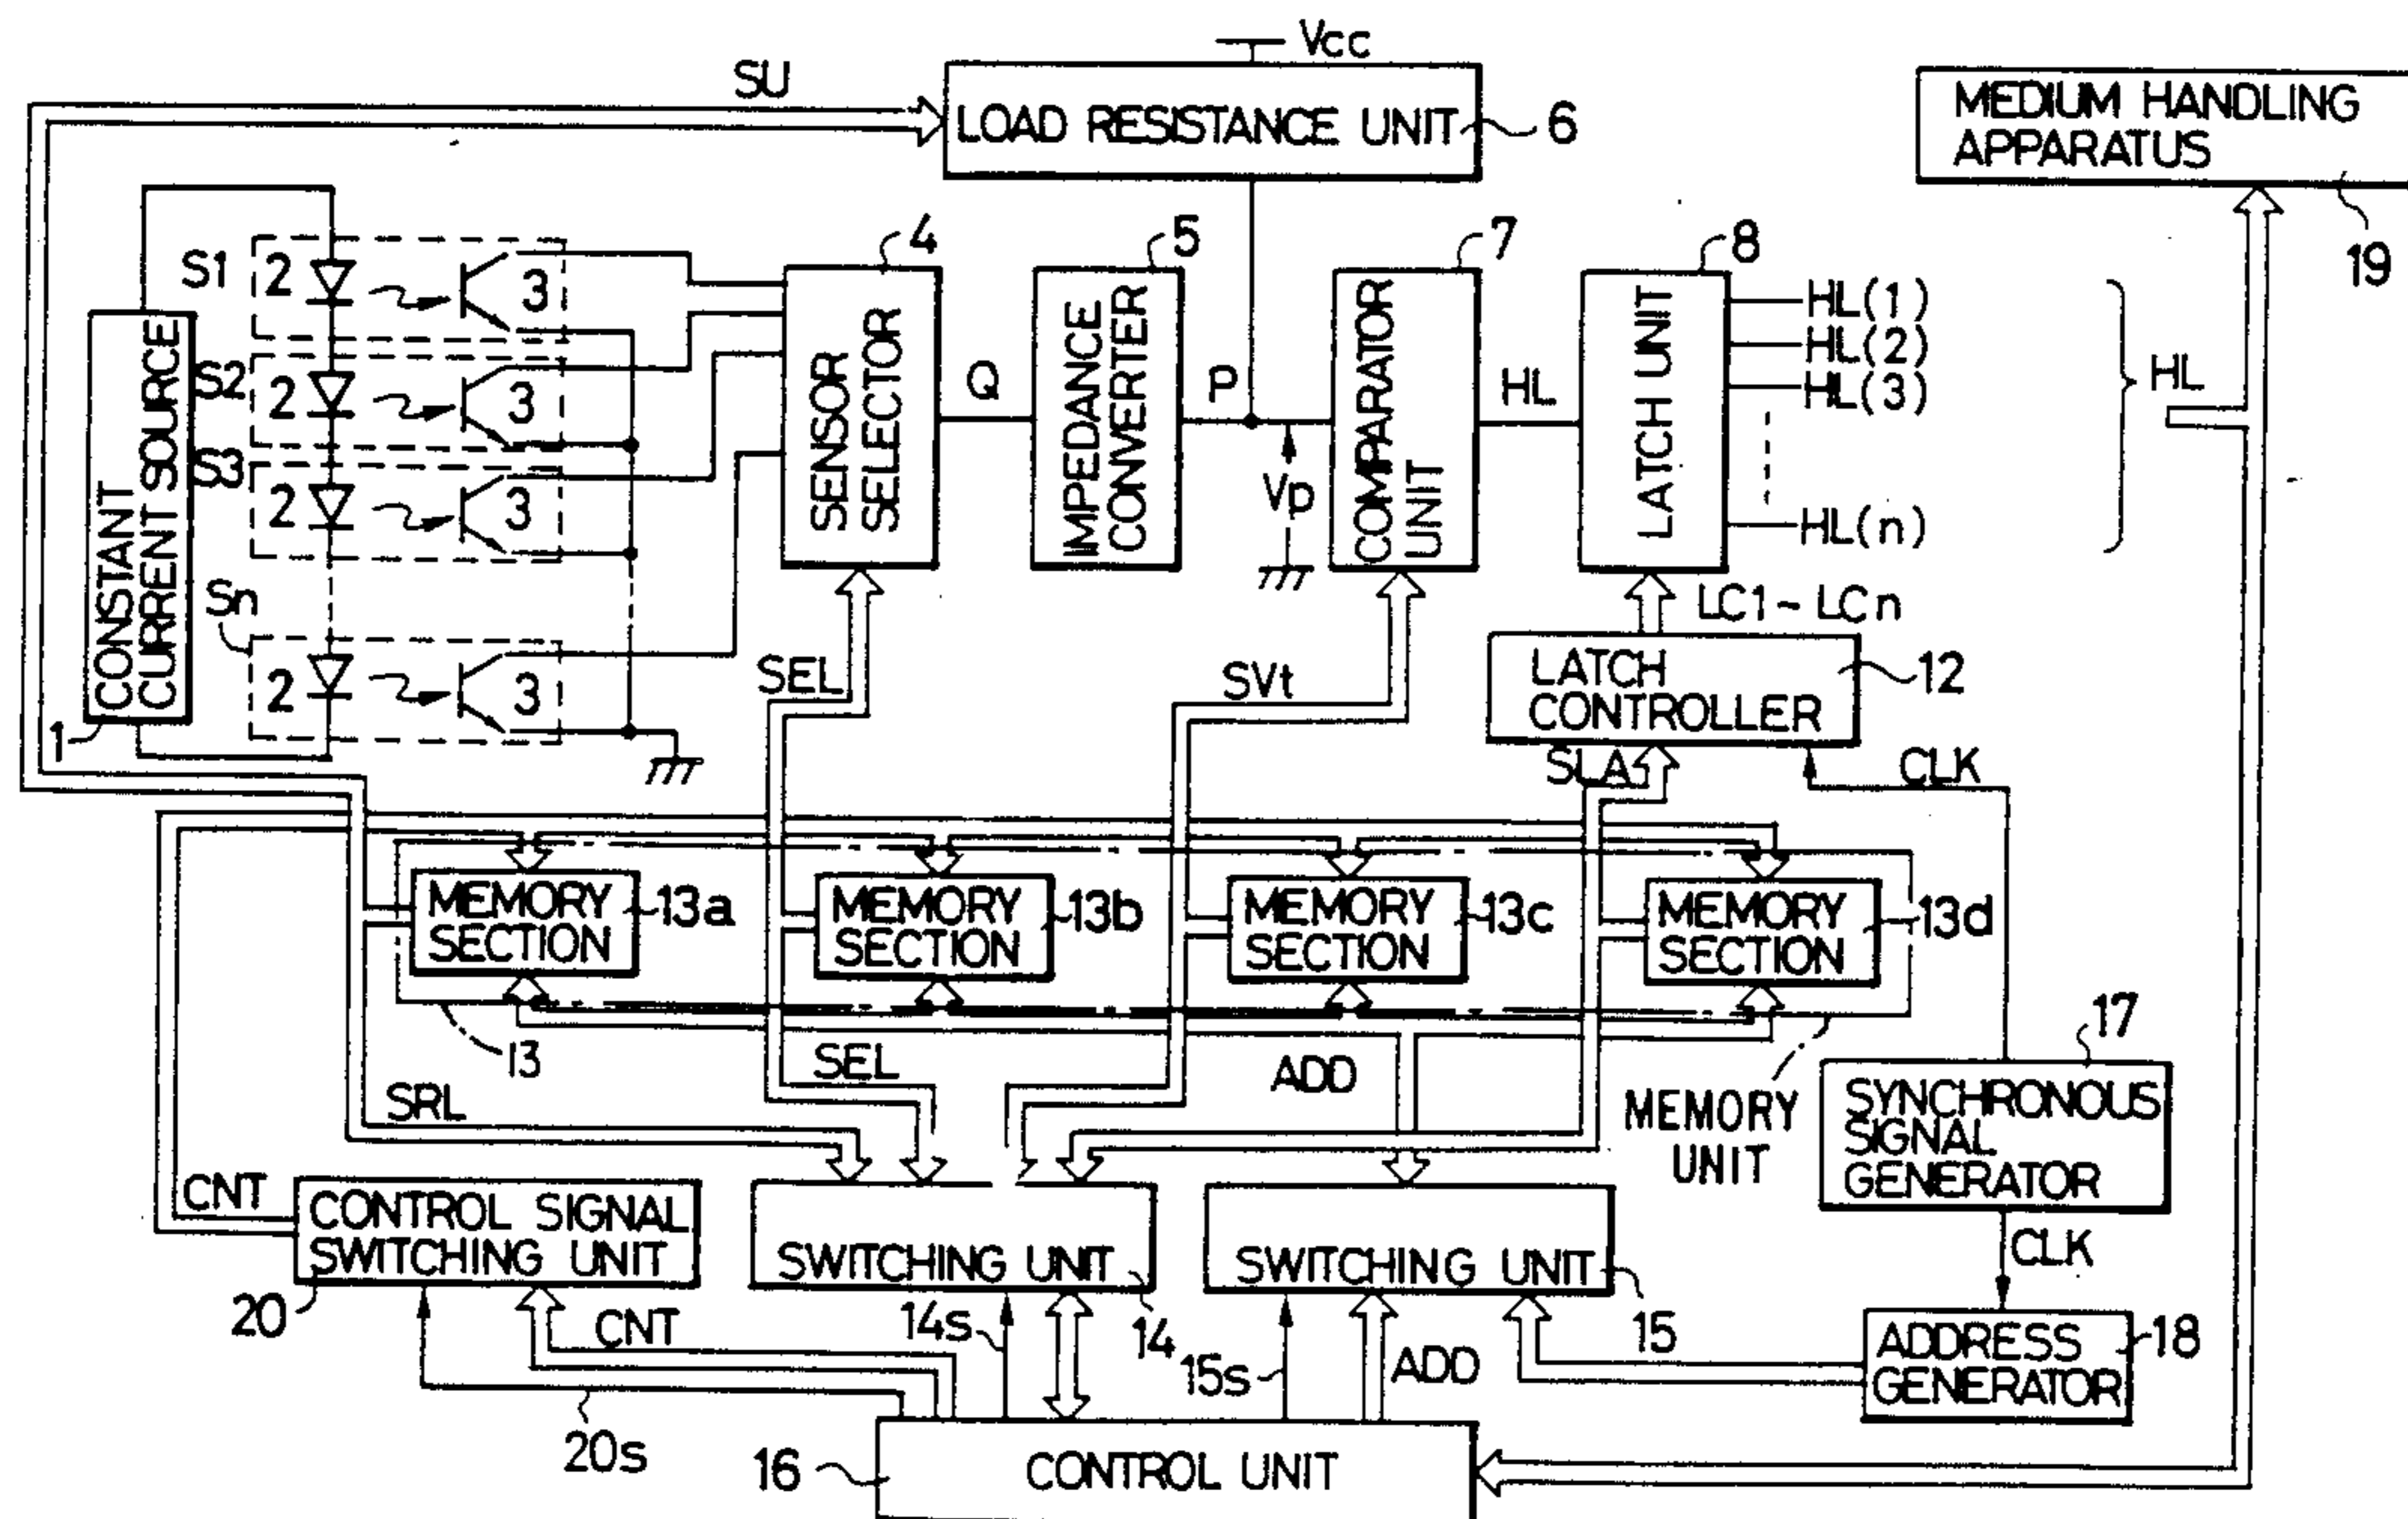 Vcc
SU
LOAD RESISTANCE UNIT
6
MEDIUM HANDLING
APPARATUS
19
S1
2
3
S2
2
3
S3
2
3
Sn
2
3
CONSTANT
CURRENT SOURCE
1
4
SENSOR
SELECTOR
Q
5
IMPEDANCE
CONVERTER
P
Vp
7
COMPARATOR
UNIT
HL
8
LATCH UNIT
HL(1)
HL(2)
HL(3)
HL(n)
HL
LC1-LCn
LATCH
CONTROLLER
12
SEL
SVt
SLA
CLK
MEMORY
SECTION
13a
MEMORY
SECTION
13b
MEMORY
SECTION
13c
MEMORY
SECTION
13d
13
SRL
SEL
ADD
MEMORY
UNIT
17
SYNCHRONOUS
SIGNAL
GENERATOR
CNT
CONTROL SIGNAL
SWITCHING UNIT
20
SWITCHING UNIT
14
SWITCHING UNIT
15
CLK
ADDRESS
GENERATOR
18
CNT
14s
15s
ADD
20s
16
CONTROL UNIT